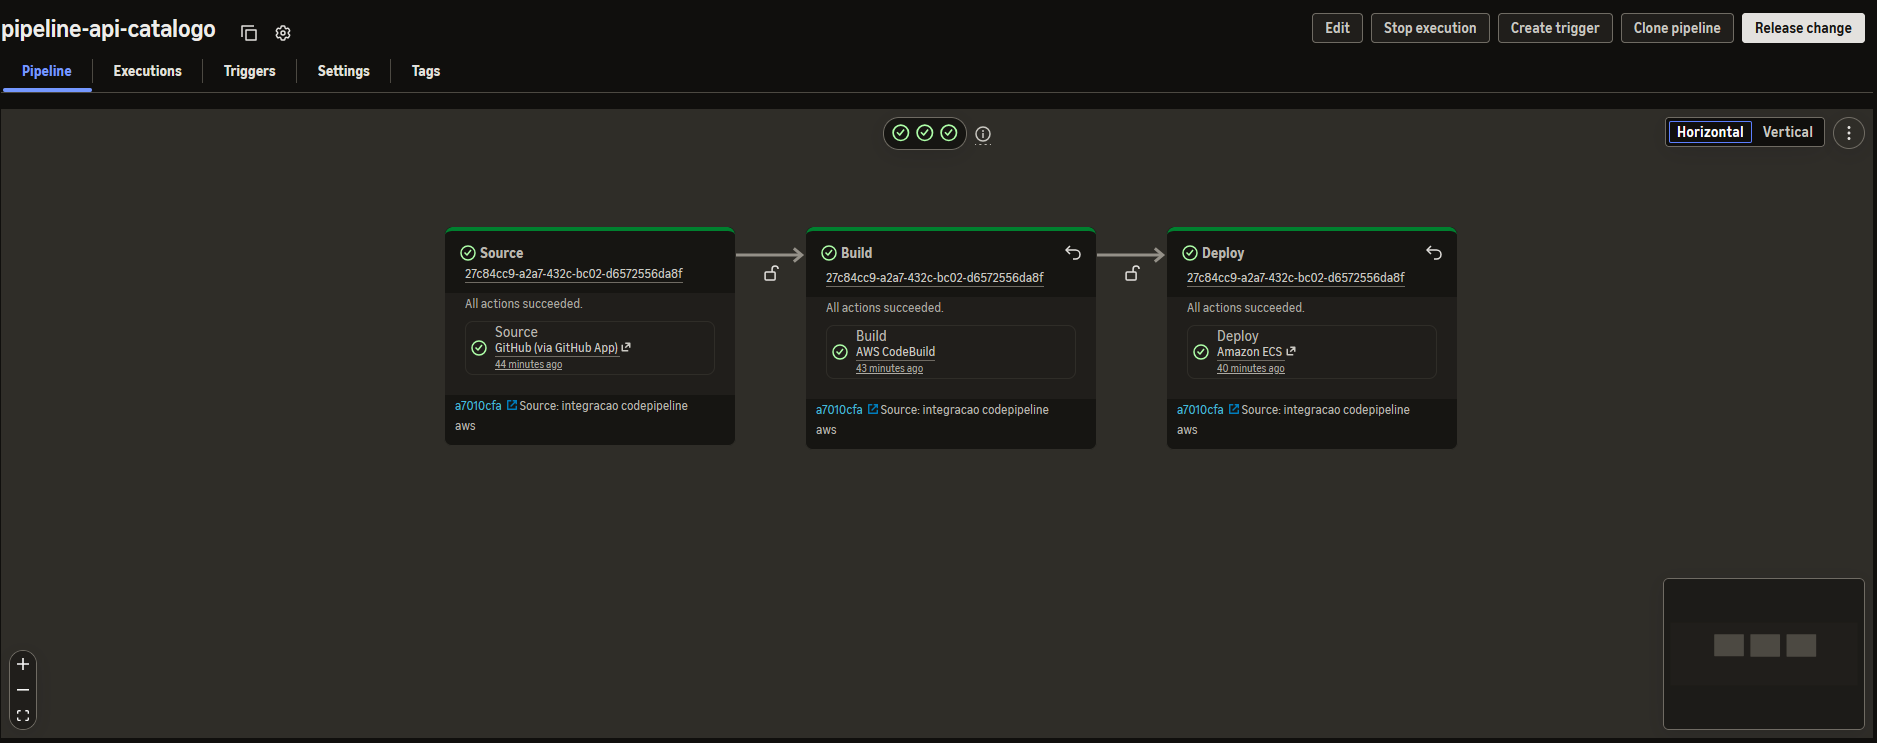 pipeline-api-catalogo
Edit
Stop execution
Create trigger
Clone pipeline
Release change
Pipeline
Executions
Triggers
Settings
Tags
Horizontal
Vertical
Source
27c84cc9-a2a7-432c-bc02-d6572556da8f
All actions succeeded.
Source
GitHub (via GitHub App)
44 minutes ago
a7010cfa Source: integracao codepipeline
aws
Build
27c84cc9-a2a7-432c-bc02-d6572556da8f
All actions succeeded.
Build
AWS CodeBuild
43 minutes ago
a7010cfa Source: integracao codepipeline
aws
Deploy
27c84cc9-a2a7-432c-bc02-d6572556da8f
All actions succeeded.
Deploy
Amazon ECS
40 minutes ago
a7010cfa Source: integracao codepipeline
aws